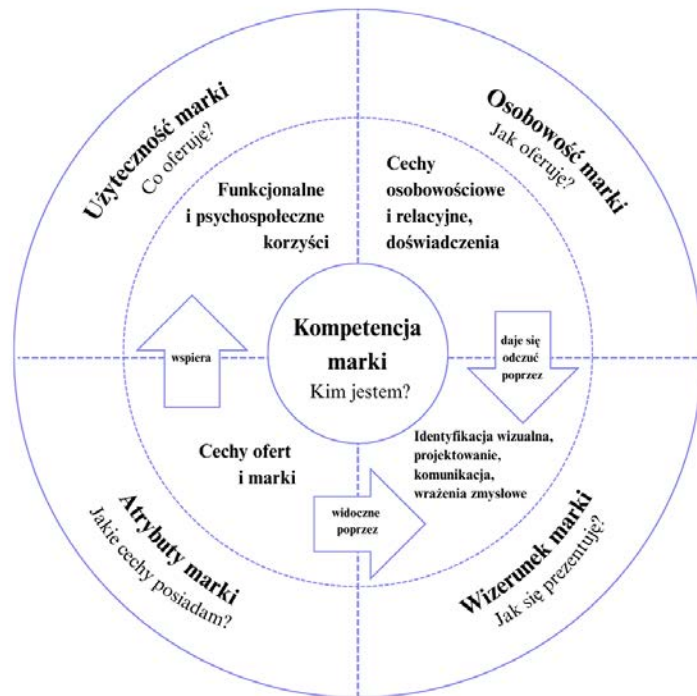 Użyteczność marki
Co oferuję?
Osobowość marki
Jak oferuję?
Funkcjonalne
i psychospołeczne
korzyści
Cechy
osobowościowe
i relacyjne,
doświadczenia
Kompetencja
marki
Kim jestem?
wspiera
daje się
odczuć
poprzez
Cechy ofert
i marki
Identyfikacja wizualna,
projektowanie,
komunikacja,
wrażenia zmysłowe
widoczne
poprzez
Atrybuty marki
Jakie cechy posiadam?
Wizerunek marki
Jak się prezentuję?